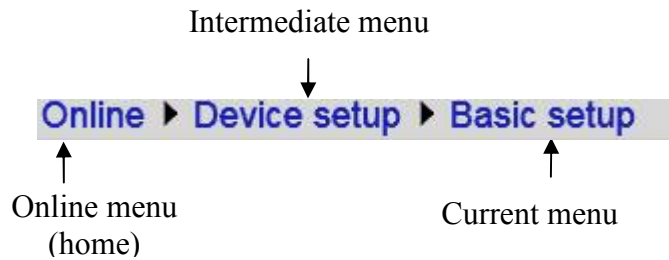 Intermediate menu
Online ▶ Device setup ▶ Basic setup
Online menu
(home)
Current menu